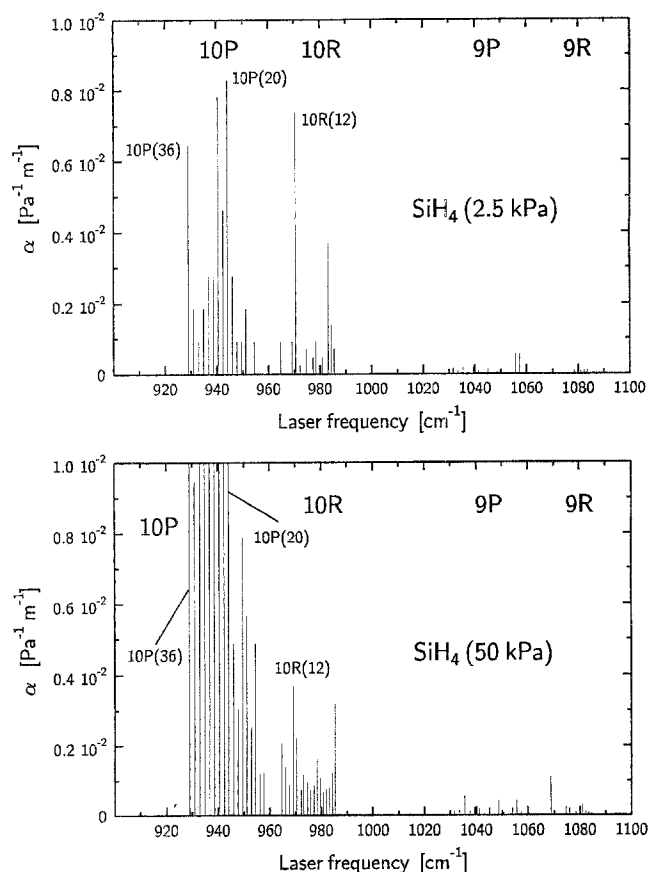 1.0 10⁻²
10P 10R 9P 9R
10P(20)
0.8 10⁻²
10R(12)
10P(36)
0.6 10⁻²
α [Pa⁻¹ m⁻¹]
SiH₄ (2.5 kPa)
0.4 10⁻²
0.2 10⁻²
0
920 940 960 980 1000 1020 1040 1060 1080 1100
Laser frequency [cm⁻¹]
1.0 10⁻²
10P 10R 9P 9R
0.8 10⁻²
10P(20)
0.6 10⁻²
α [Pa⁻¹ m⁻¹]
10P(36)
10R(12)
SiH₄ (50 kPa)
0.4 10⁻²
0.2 10⁻²
0
920 940 960 980 1000 1020 1040 1060 1080 1100
Laser frequency [cm⁻¹]